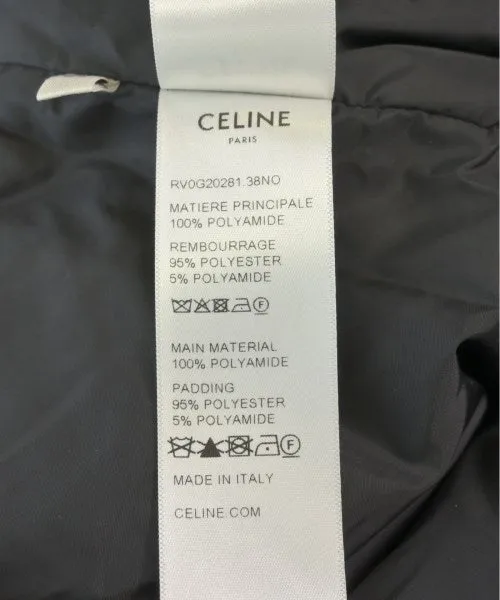 CELINE
PARIS
RV0G20281.38NO
MATIERE PRINCIPALE
100% POLYAMIDE
REMBOURRAGE
95% POLYESTER
5% POLYAMIDE
F
MAIN MATERIAL
100% POLYAMIDE
PADDING
95% POLYESTER
5% POLYAMIDE
F
MADE IN ITALY
CELINE COM